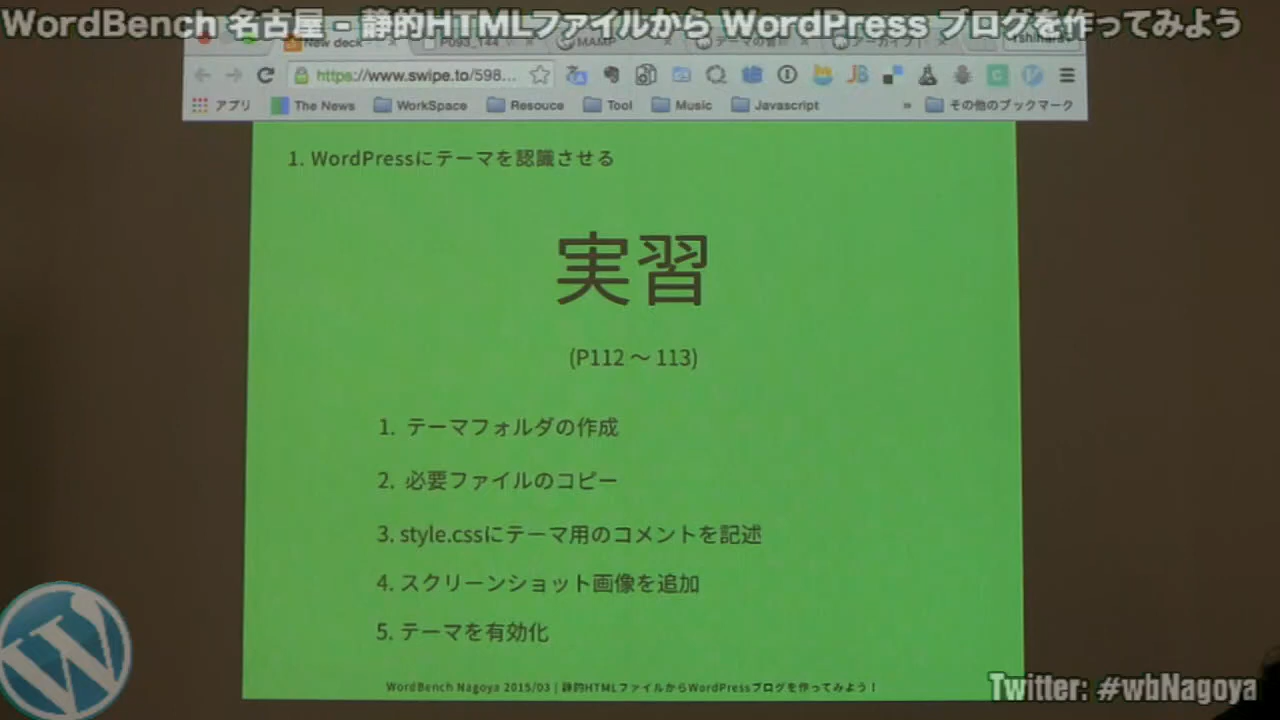 WordBench 名古屋 - 静的HTMLファイルから WordPress ブログを作ってみよう
New deck
P093_144
MAMP
https://www.swipe.to/598...
アプリ The News WorkSpace Resouce Tool Music Javascript » その他のブックマーク
1. WordPressにテーマを認識させる
実習
(P112 〜 113)
1. テーマフォルダの作成
2. 必要ファイルのコピー
3. style.cssにテーマ用のコメントを記述
4. スクリーンショット画像を追加
5. テーマを有効化
WordBench Nagoya 2015/03 | 静的HTMLファイルからWordPressブログを作ってみよう！
Twitter: #wbNagoya